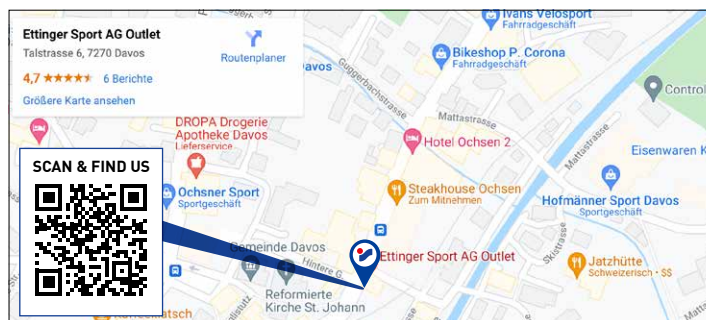 Ettinger Sport AG Outlet
Talstrasse 6, 7270 Davos
4,7
6 Berichte
Größere Karte ansehen
Routenplaner
Ivans Velosport
Fahrradgeschäft
Bikeshop P. Corona
Fahrradgeschäft
Davos
Guggerbachstrasse
Mattastrasse
Control
DROPA Drogerie
Apotheke Davos
Lieferservice...
Hotel Ochsen 2
Mattastrasse
Eisenwaren K
SCAN & FIND US
Ochsner Sport
Sportgeschäft
Steakhouse Ochsen
Zum Mitnehmen
Hofmänner Sport Davos
Sportgeschäft
Gemeinde Davos
Hintere G
Ettinger Sport AG Outlet
Skistrasse
Jatzhütte
Schweizerisch • $$
Reformierte
Kirche St. Johann